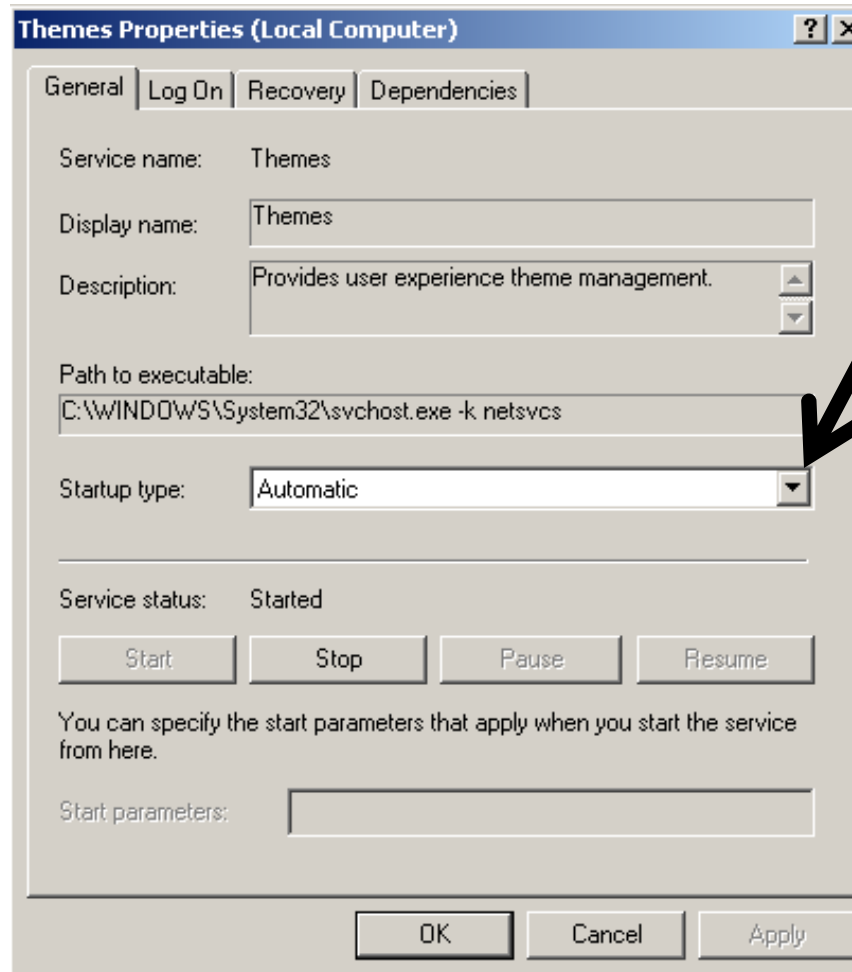 Themes Properties (Local Computer)
General Log On Recovery Dependencies
Service name: Themes
Display name: Themes
Description: Provides user experience theme management.
Path to executable:
C:\WINDOWS\System32\svchost.exe -k netsvcs
Startup type: Automatic
Service status: Started
Start Stop Pause Resume
You can specify the start parameters that apply when you start the service
from here.
Start parameters:
OK Cancel Apply